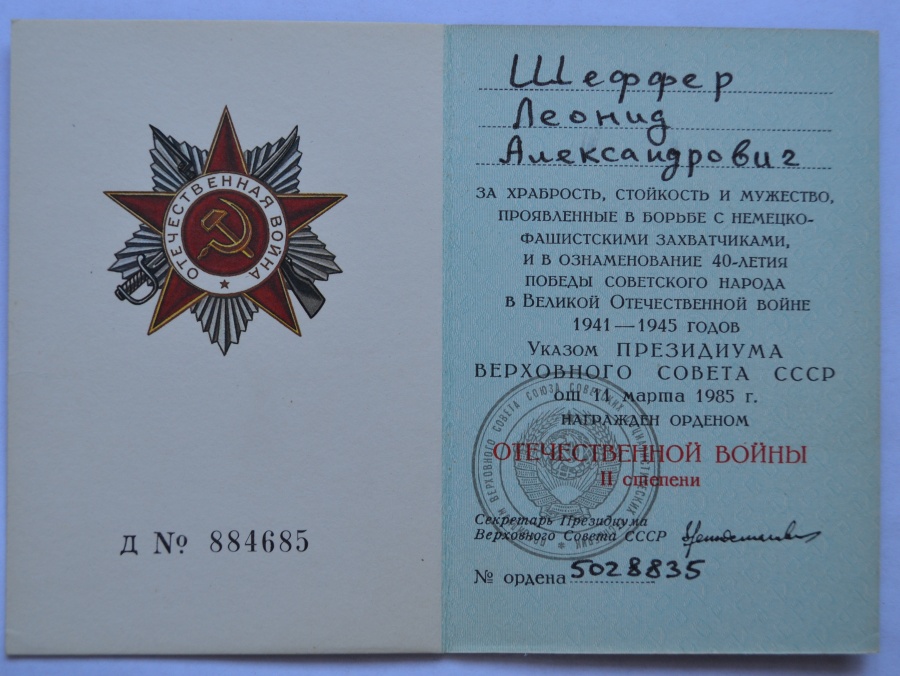 ОТЕЧЕСТВЕННАЯ ВОЙНА
Д № 884685
Шеффер
Леонид
Александрович
ЗА ХРАБРОСТЬ, СТОЙКОСТЬ И МУЖЕСТВО,
ПРОЯВЛЕННЫЕ В БОРЬБЕ С НЕМЕЦКО-
ФАШИСТСКИМИ ЗАХВАТЧИКАМИ,
И В ОЗНАМЕНОВАНИЕ 40-ЛЕТИЯ
ПОБЕДЫ СОВЕТСКОГО НАРОДА
В ВЕЛИКОЙ ОТЕЧЕСТВЕННОЙ ВОЙНЕ
1941—1945 ГОДОВ
УКАЗОМ ПРЕЗИДИУМА
ВЕРХОВНОГО СОВЕТА СССР
от 11 марта 1985 г.
НАГРАЖДЕН ОРДЕНОМ
ОТЕЧЕСТВЕННОЙ ВОЙНЫ
II степени
Секретарь Президиума
Верховного Совета СССР
№ ордена 5028835